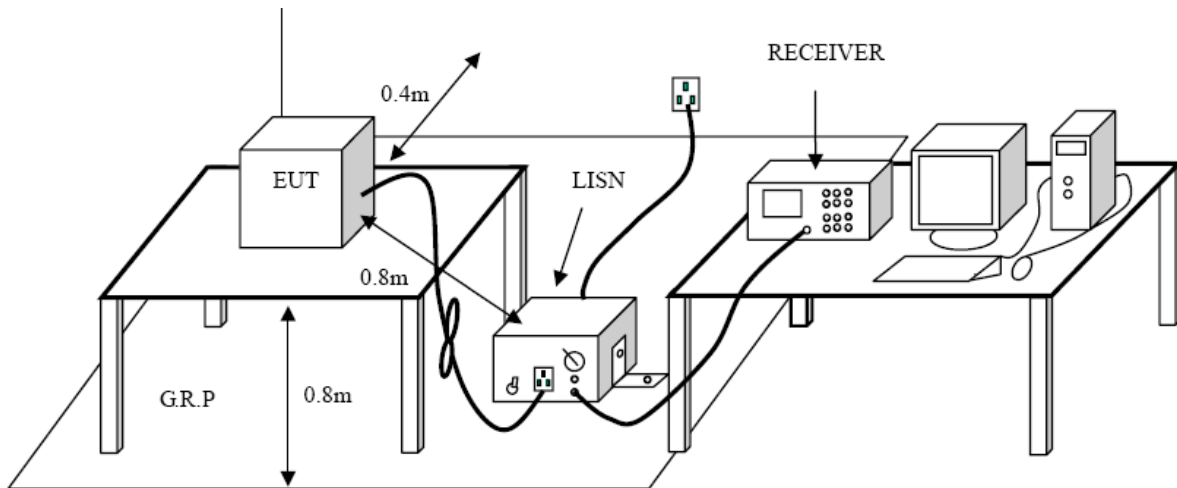 RECEIVER
0.4m
EUT
LISN
0.8m
G.R.P
0.8m